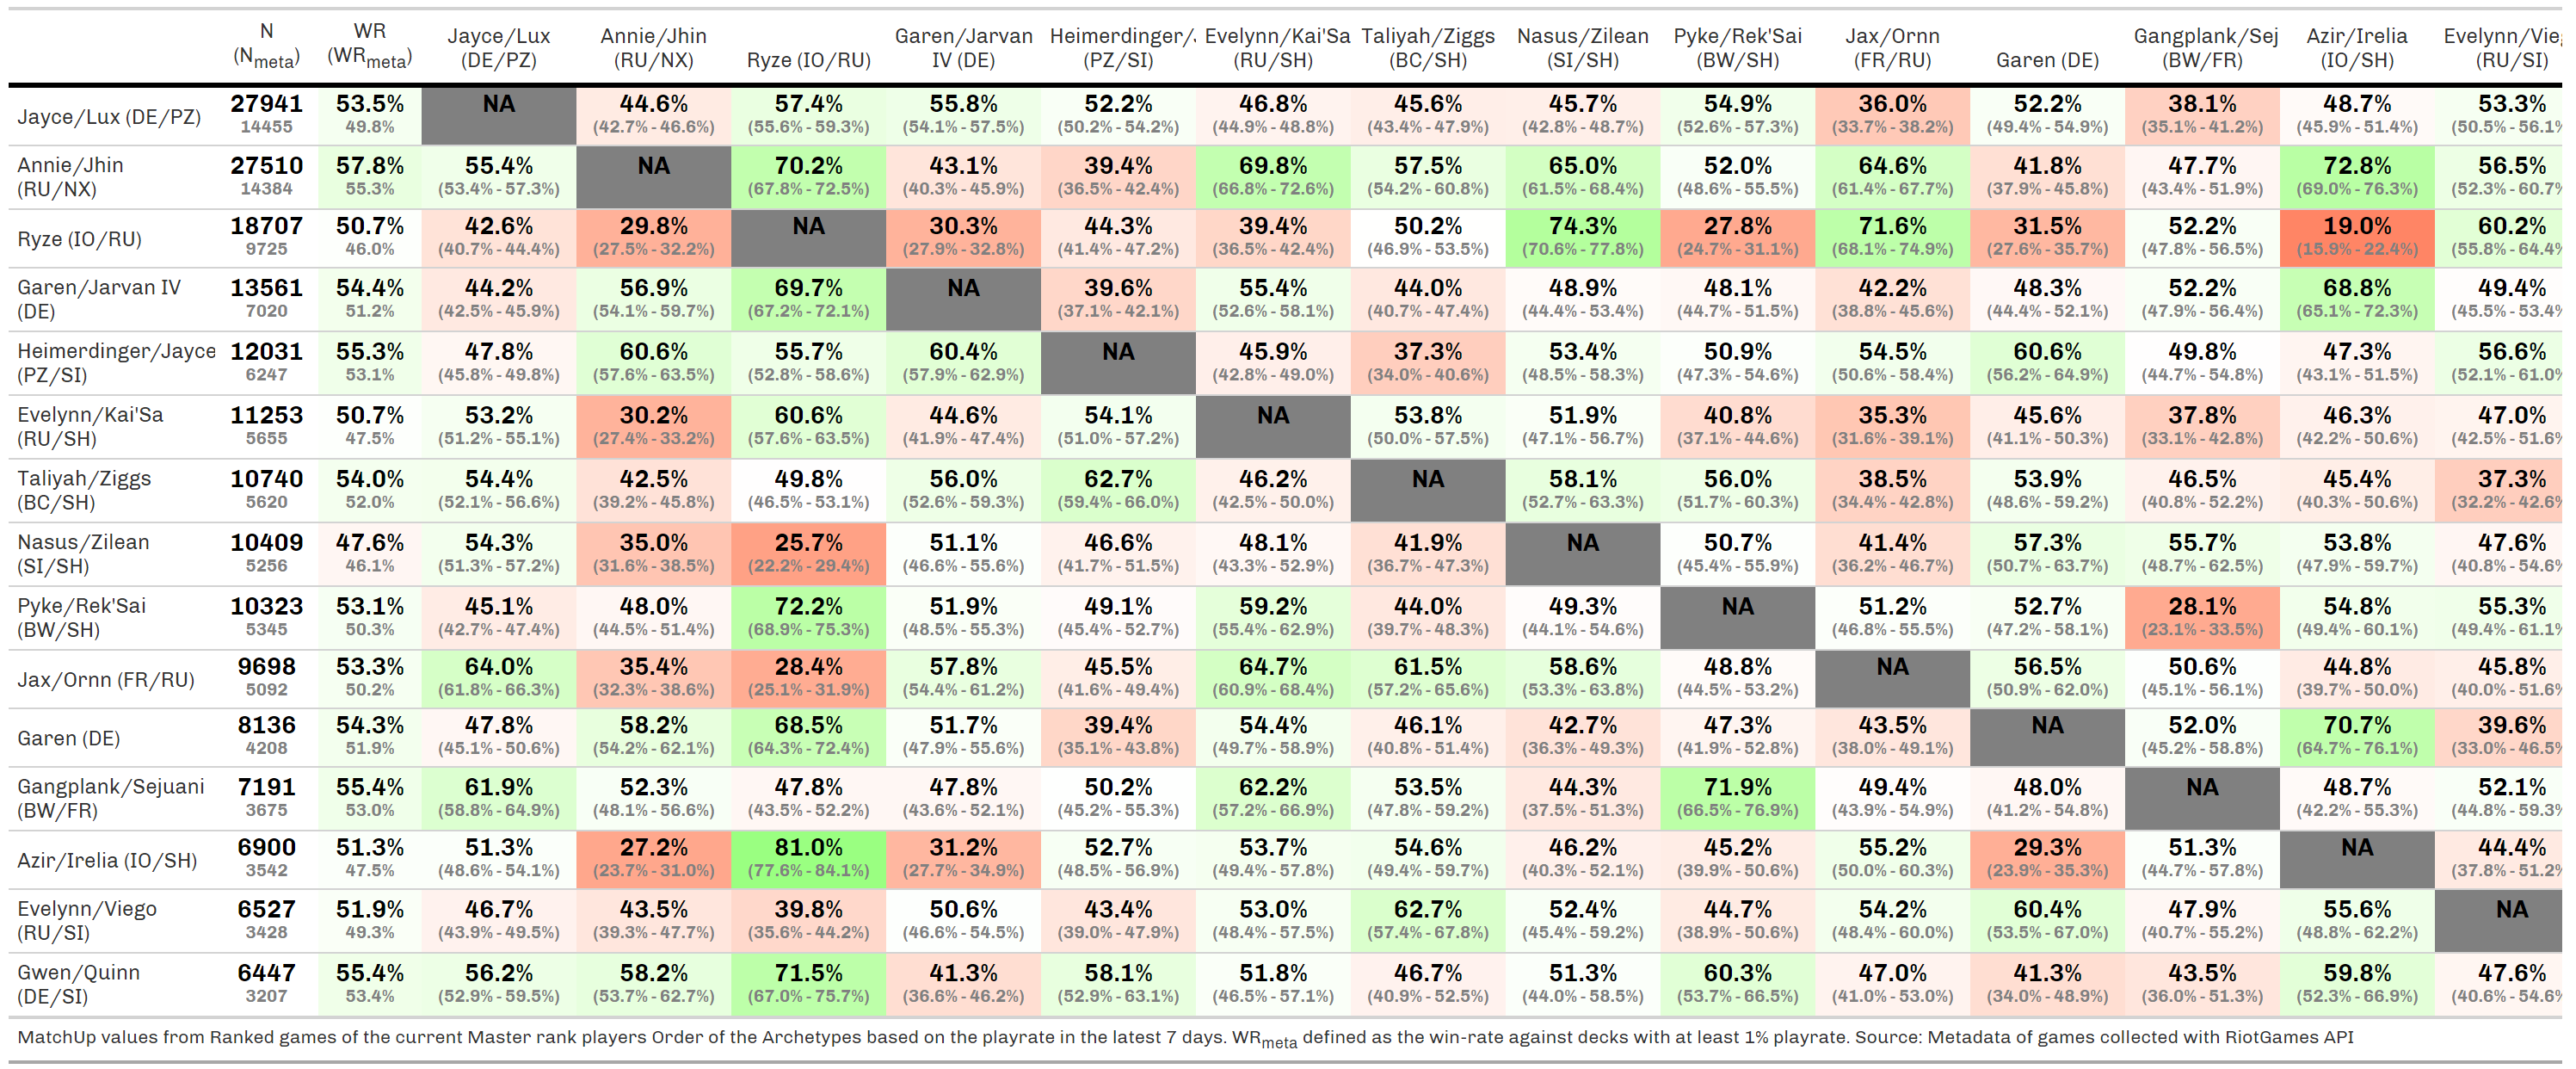 N WR Jayce/Lux Annie/Jhin Garen/Jarvan Heimerdinger/ Evelynn/Kai'Sa Taliyah/Ziggs Nasus/Zilean Pyke/Rek'Sai Jax/Ornn Gangplank/Sej Azir/Irelia Evelynn/Vieg
(Nmeta) (WRmeta) (DE/PZ) (RU/NX) Ryze (IO/RU) IV (DE) (PZ/SI) (RU/SH) (BC/SH) (SI/SH) (BW/SH) (FR/RU) Garen (DE) (BW/FR) (IO/SH) (RU/SI)
Jayce/Lux (DE/PZ) 27941 53.5% NA 44.6% 57.4% 55.8% 52.2% 46.8% 45.6% 45.7% 54.9% 36.0% 52.2% 38.1% 48.7% 53.3%
14455 49.8% (42.7% - 46.6%) (55.6% - 59.3%) (54.1% - 57.5%) (50.2% - 54.2%) (44.9% - 48.8%) (43.4% - 47.9%) (42.8% - 48.7%) (52.6% - 57.3%) (33.7% - 38.2%) (49.4% - 54.9%) (35.1% - 41.2%) (45.9% - 51.4%) (50.5% - 56.1%
Annie/Jhin 27510 57.8% 55.4% NA 70.2% 43.1% 39.4% 69.8% 57.5% 65.0% 52.0% 64.6% 41.8% 47.7% 72.8% 56.5%
(RU/NX) 14384 55.3% (53.4% - 57.3%) (67.8% - 72.5%) (40.3% - 45.9%) (36.5% - 42.4%) (66.8% - 72.6%) (54.2% - 60.8%) (61.5% - 68.4%) (48.6% - 55.5%) (61.4% - 67.7%) (37.9% - 45.8%) (43.4% - 51.9%) (69.0% - 76.3%) (52.3% - 60.7%
Ryze (IO/RU) 18707 50.7% 42.6% 29.8% NA 30.3% 44.3% 39.4% 50.2% 74.3% 27.8% 71.6% 31.5% 52.2% 19.0% 60.2%
9725 46.0% (40.7% - 44.4%) (27.5% - 32.2%) (27.9% - 32.8%) (41.4% - 47.2%) (36.5% - 42.4%) (46.9% - 53.5%) (70.6% - 77.8%) (24.7% - 31.1%) (68.1% - 74.9%) (27.6% - 35.7%) (47.8% - 56.5%) (15.9% - 22.4%) (55.8% - 64.4%
Garen/Jarvan IV 13561 54.4% 44.2% 56.9% 69.7% NA 39.6% 55.4% 44.0% 48.9% 48.1% 42.2% 48.3% 52.2% 68.8% 49.4%
(DE) 7020 51.2% (42.5% - 45.9%) (54.1% - 59.7%) (67.2% - 72.1%) (37.1% - 42.1%) (52.6% - 58.1%) (40.7% - 47.4%) (44.4% - 53.4%) (44.7% - 51.5%) (38.8% - 45.6%) (44.4% - 52.1%) (47.9% - 56.4%) (65.1% - 72.3%) (45.5% - 53.4%
Heimerdinger/Jayce 12031 55.3% 47.8% 60.6% 55.7% 60.4% NA 45.9% 37.3% 53.4% 50.9% 54.5% 60.6% 49.8% 47.3% 56.6%
(PZ/SI) 6247 53.1% (45.8% - 49.8%) (57.6% - 63.5%) (52.8% - 58.6%) (57.9% - 62.9%) (42.8% - 49.0%) (34.0% - 40.6%) (48.5% - 58.3%) (47.3% - 54.6%) (50.6% - 58.4%) (56.2% - 64.9%) (44.7% - 54.8%) (43.1% - 51.5%) (52.1% - 61.0%
Evelynn/Kai'Sa 11253 50.7% 53.2% 30.2% 60.6% 44.6% 54.1% NA 53.8% 51.9% 40.8% 35.3% 45.6% 37.8% 46.3% 47.0%
(RU/SH) 5655 47.5% (51.2% - 55.1%) (27.4% - 33.2%) (57.6% - 63.5%) (41.9% - 47.4%) (51.0% - 57.2%) (50.0% - 57.5%) (47.1% - 56.7%) (37.1% - 44.6%) (31.6% - 39.1%) (41.1% - 50.3%) (33.1% - 42.8%) (42.2% - 50.6%) (42.5% - 51.6%
Taliyah/Ziggs 10740 54.0% 54.4% 42.5% 49.8% 56.0% 62.7% 46.2% NA 58.1% 56.0% 38.5% 53.9% 46.5% 45.4% 37.3%
(BC/SH) 5620 52.0% (52.1% - 56.6%) (39.2% - 45.8%) (46.5% - 53.1%) (52.6% - 59.3%) (59.4% - 66.0%) (42.5% - 50.0%) (52.7% - 63.3%) (51.7% - 60.3%) (34.4% - 42.8%) (48.6% - 59.2%) (40.8% - 52.2%) (40.3% - 50.6%) (32.2% - 42.6%
Nasus/Zilean 10409 47.6% 54.3% 35.0% 25.7% 51.1% 46.6% 48.1% 41.9% NA 50.7% 41.4% 57.3% 55.7% 53.8% 47.6%
(SI/SH) 5256 46.1% (51.3% - 57.2%) (31.6% - 38.5%) (22.2% - 29.4%) (46.6% - 55.6%) (41.7% - 51.5%) (43.3% - 52.9%) (36.7% - 47.3%) (45.4% - 55.9%) (36.2% - 46.7%) (50.7% - 63.7%) (48.7% - 62.5%) (47.9% - 59.7%) (40.8% - 54.6%
Pyke/Rek'Sai 10323 53.1% 45.1% 48.0% 72.2% 51.9% 49.1% 59.2% 44.0% 49.3% NA 51.2% 52.7% 28.1% 54.8% 55.3%
(BW/SH) 5345 50.3% (42.7% - 47.4%) (44.5% - 51.4%) (68.9% - 75.3%) (48.5% - 55.3%) (45.4% - 52.7%) (55.4% - 62.9%) (39.7% - 48.3%) (44.1% - 54.6%) (46.8% - 55.5%) (47.2% - 58.1%) (23.1% - 33.5%) (49.4% - 60.1%) (49.4% - 61.1%
Jax/Ornn (FR/RU) 9698 53.3% 64.0% 35.4% 28.4% 57.8% 45.5% 64.7% 61.5% 58.6% 48.8% NA 56.5% 50.6% 44.8% 45.8%
5092 50.2% (61.8% - 66.3%) (32.3% - 38.6%) (25.1% - 31.9%) (54.4% - 61.2%) (41.6% - 49.4%) (60.9% - 68.4%) (57.2% - 65.6%) (53.3% - 63.8%) (44.5% - 53.2%) (50.9% - 62.0%) (45.1% - 56.1%) (39.7% - 50.0%) (40.0% - 51.6%
Garen (DE) 8136 54.3% 47.8% 58.2% 68.5% 51.7% 39.4% 54.4% 46.1% 42.7% 47.3% 43.5% NA 52.0% 70.7% 39.6%
4208 51.9% (45.1% - 50.6%) (54.2% - 62.1%) (64.3% - 72.4%) (47.9% - 55.6%) (35.1% - 43.8%) (49.7% - 58.9%) (40.8% - 51.4%) (36.3% - 49.3%) (41.9% - 52.8%) (38.0% - 49.1%) (45.2% - 58.8%) (64.7% - 76.1%) (33.0% - 46.5%
Gangplank/Sejuani 7191 55.4% 61.9% 52.3% 47.8% 47.8% 50.2% 62.2% 53.5% 44.3% 71.9% 49.4% 48.0% NA 48.7% 52.1%
(BW/FR) 3675 53.0% (58.8% - 64.9%) (48.1% - 56.6%) (43.5% - 52.2%) (43.6% - 52.1%) (45.2% - 55.3%) (57.2% - 66.9%) (47.8% - 59.2%) (37.5% - 51.3%) (66.5% - 76.9%) (43.9% - 54.9%) (41.2% - 54.8%) (42.2% - 55.3%) (44.8% - 59.3%
Azir/Irelia (IO/SH) 6900 51.3% 51.3% 27.2% 81.0% 31.2% 52.7% 53.7% 54.6% 46.2% 45.2% 55.2% 29.3% 51.3% NA 44.4%
3542 47.5% (48.6% - 54.1%) (23.7% - 31.0%) (77.6% - 84.1%) (27.7% - 34.9%) (48.5% - 56.9%) (49.4% - 57.8%) (49.4% - 59.7%) (40.3% - 52.1%) (39.9% - 50.6%) (50.0% - 60.3%) (23.9% - 35.3%) (44.7% - 57.8%) (37.8% - 51.2%
Evelynn/Viego 6527 51.9% 46.7% 43.5% 39.8% 50.6% 43.4% 53.0% 62.7% 52.4% 44.7% 54.2% 60.4% 47.9% 55.6% NA
(RU/SI) 3428 49.3% (43.9% - 49.5%) (39.3% - 47.7%) (35.6% - 44.2%) (46.6% - 54.5%) (39.0% - 47.9%) (48.4% - 57.5%) (57.4% - 67.8%) (45.4% - 59.2%) (38.9% - 50.6%) (48.4% - 60.0%) (53.5% - 67.0%) (40.7% - 55.2%) (48.8% - 62.2%)
Gwen/Quinn 6447 55.4% 56.2% 58.2% 71.5% 41.3% 58.1% 51.8% 46.7% 51.3% 60.3% 47.0% 41.3% 43.5% 59.8% 47.6%
(DE/SI) 3207 53.4% (52.9% - 59.5%) (53.7% - 62.7%) (67.0% - 75.7%) (36.6% - 46.2%) (52.9% - 63.1%) (46.5% - 57.1%) (40.9% - 52.5%) (44.0% - 58.5%) (53.7% - 66.5%) (41.0% - 53.0%) (34.0% - 48.9%) (36.0% - 51.3%) (52.3% - 66.9%) (40.6% - 54.6%
MatchUp values from Ranked games of the current Master rank players Order of the Archetypes based on the playrate in the latest 7 days. WRmeta defined as the win-rate against decks with at least 1% playrate. Source: Metadata of games collected with RiotGames API